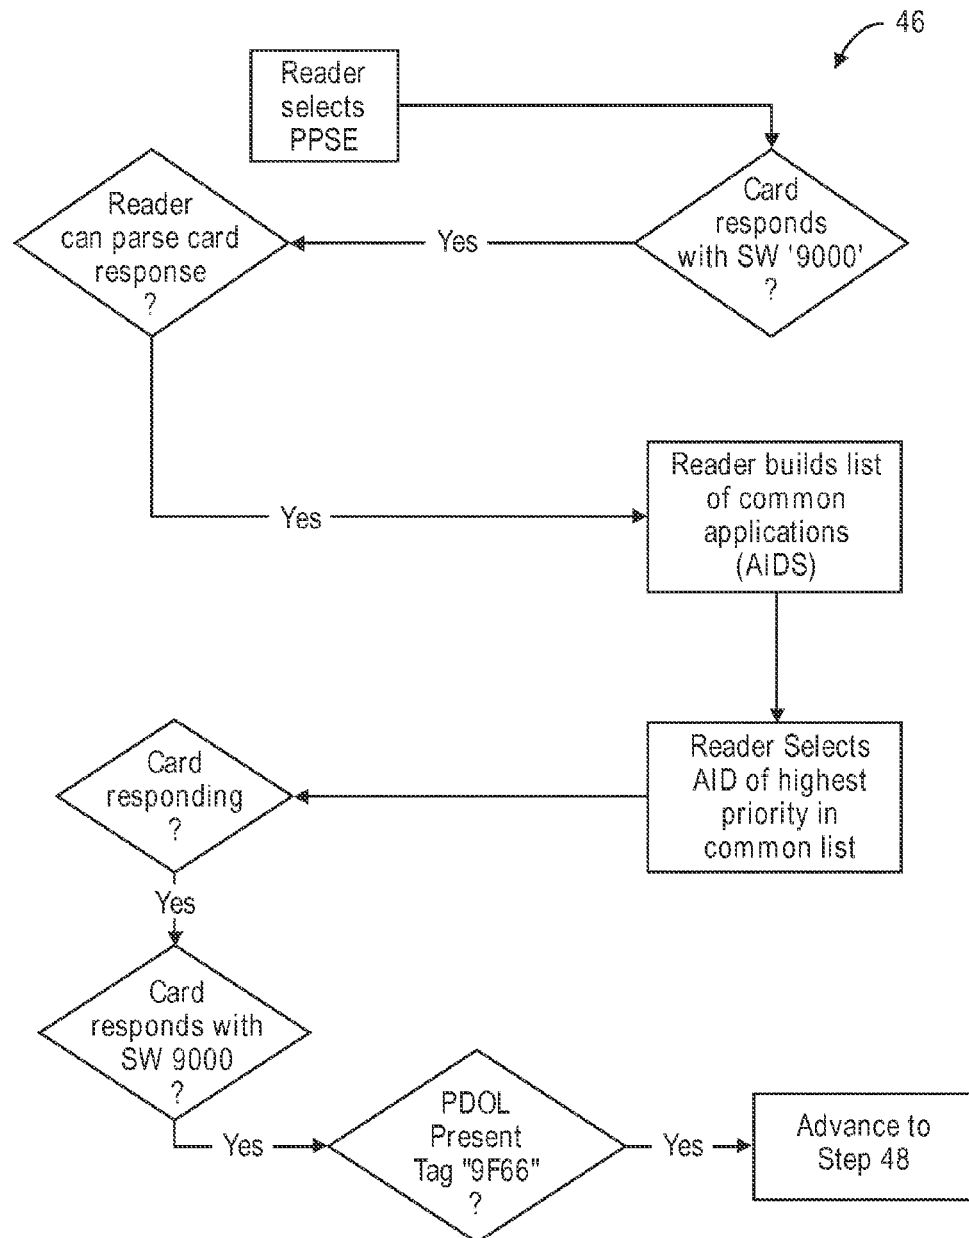 46
Reader
selects
PPSE
Card
responds
with SW '9000'
?
Yes
Reader
can parse card
response
?
Yes
Reader builds list
of common
applications
(AIDS)
Reader Selects
AID of highest
priority in
common list
Card
responding
?
Yes
Card
responds with
SW 9000
?
Yes
PDOL
Present
Tag "9F66"
?
Yes
Advance to
Step 48